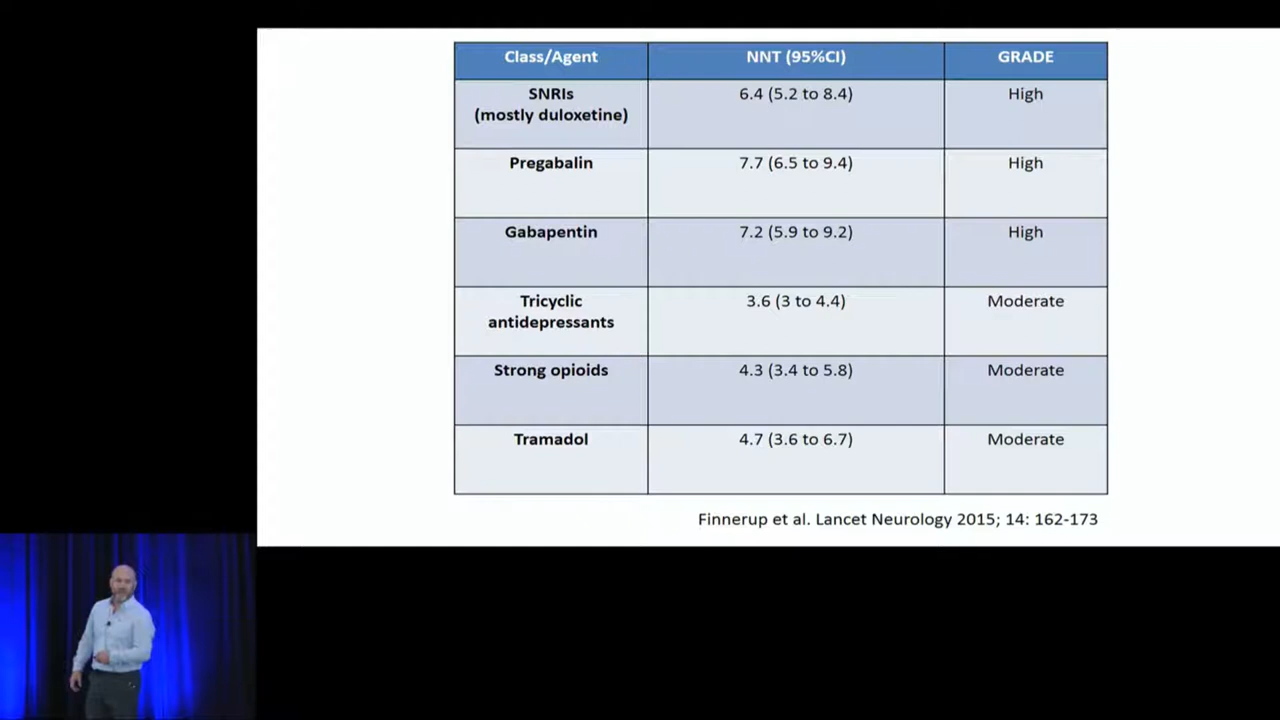 Class/Agent NNT (95%CI) GRADE
SNRIs 6.4 (5.2 to 8.4) High
(mostly duloxetine)
Pregabalin 7.7 (6.5 to 9.4) High
Gabapentin 7.2 (5.9 to 9.2) High
Tricyclic 3.6 (3 to 4.4) Moderate
antidepressants
Strong opioids 4.3 (3.4 to 5.8) Moderate
Tramadol 4.7 (3.6 to 6.7) Moderate
Finnerup et al. Lancet Neurology 2015; 14: 162-173